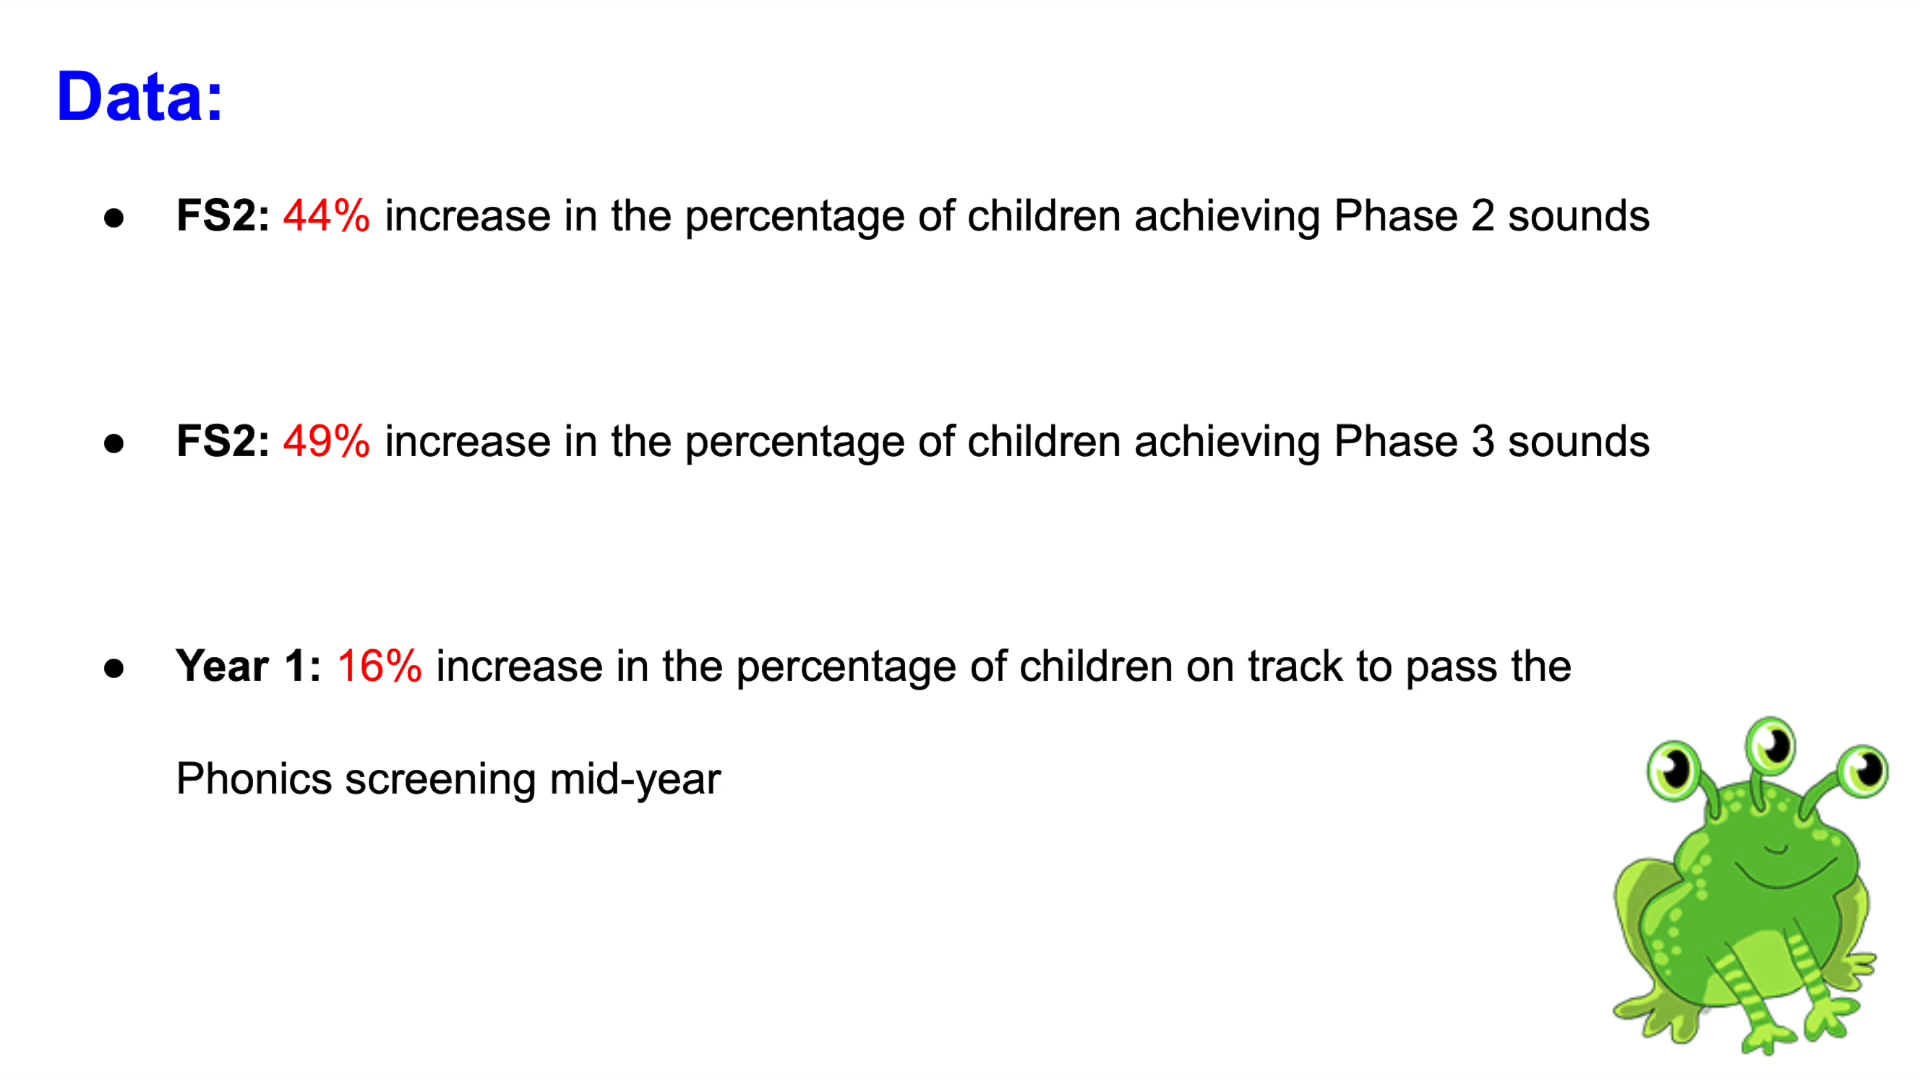 Data:
● FS2: 44% increase in the percentage of children achieving Phase 2 sounds
● FS2: 49% increase in the percentage of children achieving Phase 3 sounds
● Year 1: 16% increase in the percentage of children on track to pass the
Phonics screening mid-year